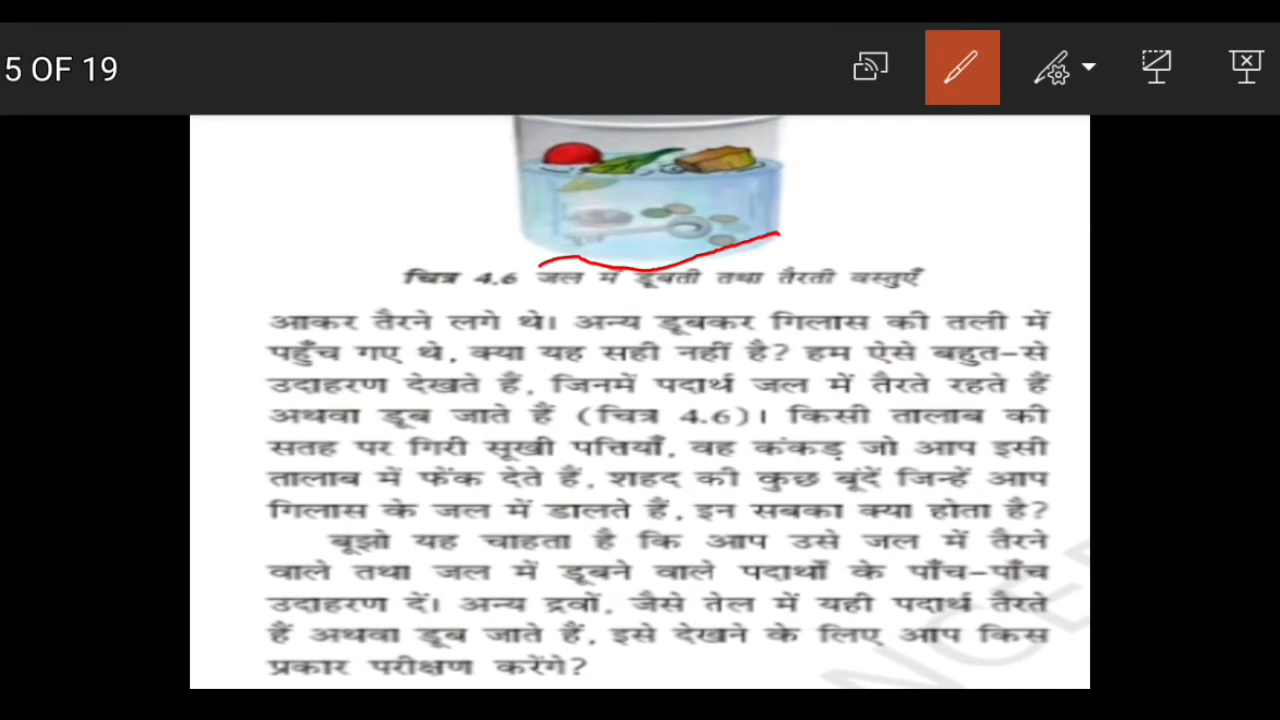 5 OF 19
चित्र 4.6 जल में डूबती तथा तैरती वस्तुएँ
आकर तैरने लगे थे। अन्य डूबकर गिलास की तली में
पहुँच गए थे, क्या यह सही नहीं है? हम ऐसे बहुत-से
उदाहरण देखते हैं, जिनमें पदार्थ जल में तैरते रहते हैं
अथवा डूब जाते हैं (चित्र 4.6)। किसी तालाब की
सतह पर गिरी सूखी पत्तियाँ, वह कंकड़ जो आप इसी
तालाब में फेंक देते हैं, शहद की कुछ बूंदें जिन्हें आप
गिलास के जल में डालते हैं, इन सबका क्या होता है?
बूझो यह चाहता है कि आप उसे जल में तैरने
वाले तथा जल में डूबने वाले पदार्थों के पाँच-पाँच
उदाहरण दें। अन्य द्रवों, जैसे तेल में यही पदार्थ तैरते
हैं अथवा डूब जाते हैं, इसे देखने के लिए आप किस
प्रकार परीक्षण करेंगे?